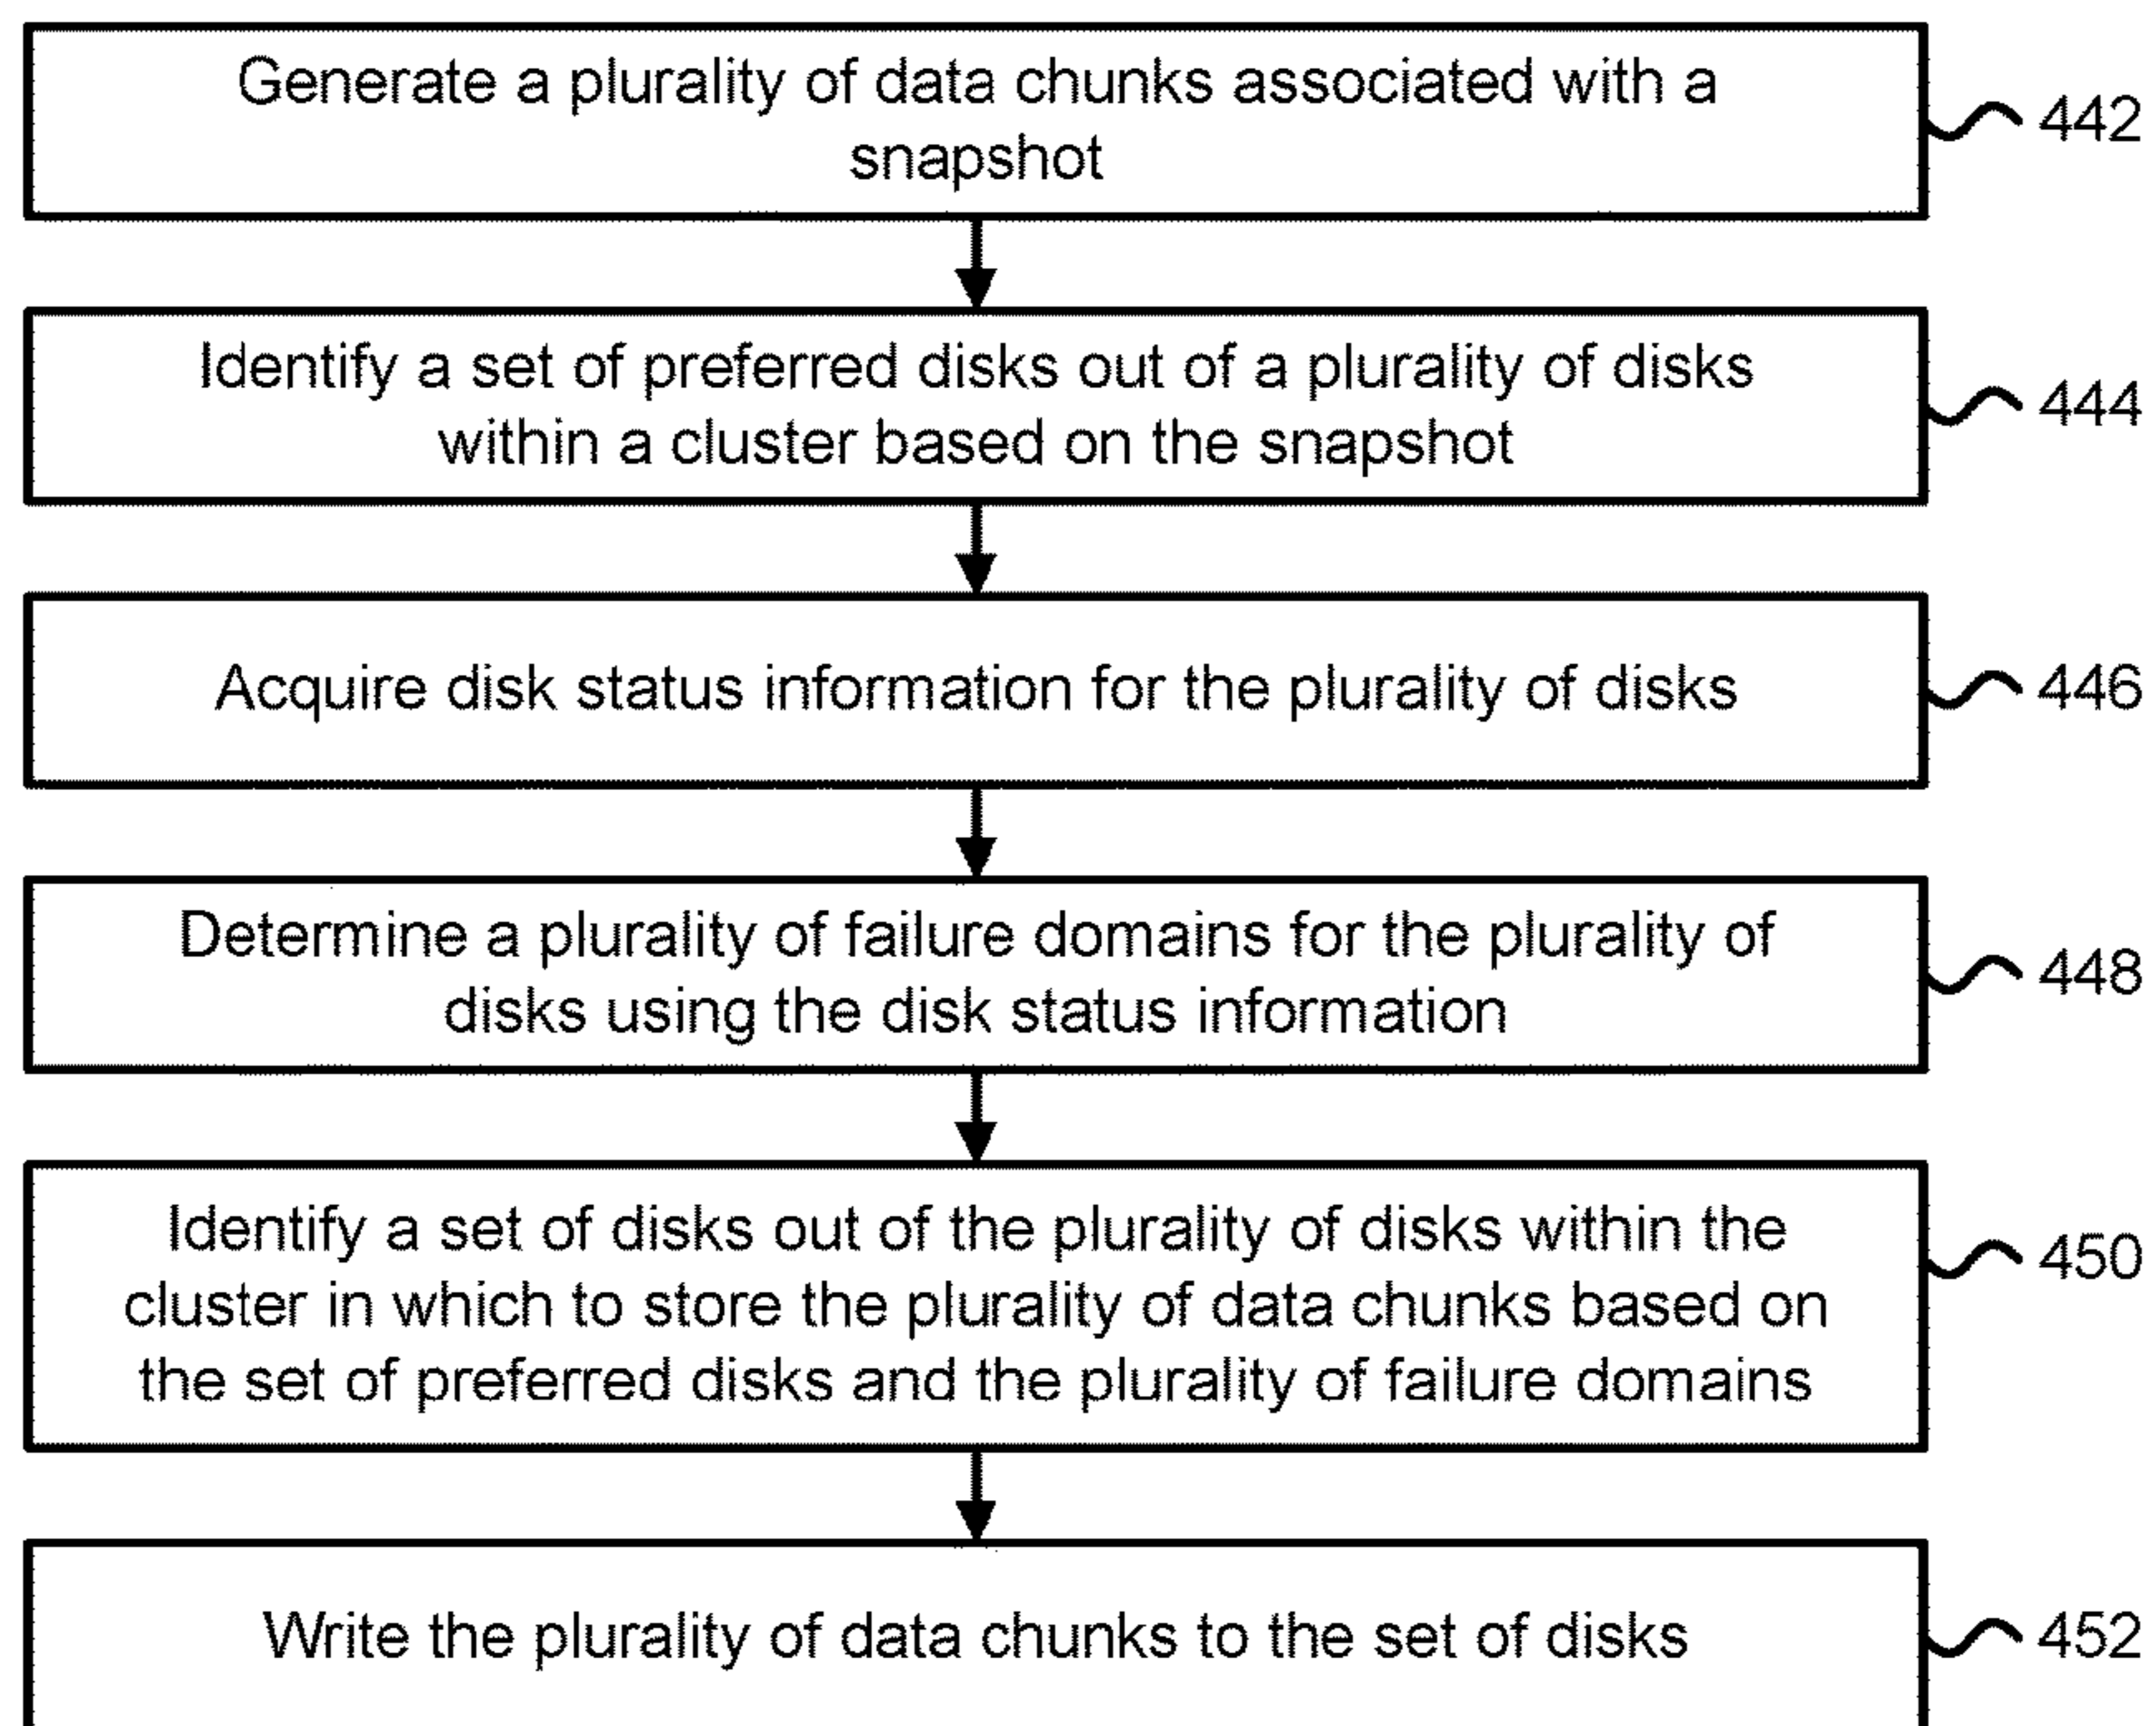 Generate a plurality of data chunks associated with a
snapshot
442
Identify a set of preferred disks out of a plurality of disks
within a cluster based on the snapshot
444
Acquire disk status information for the plurality of disks
446
Determine a plurality of failure domains for the plurality of
disks using the disk status information
448
Identify a set of disks out of the plurality of disks within the
cluster in which to store the plurality of data chunks based on
the set of preferred disks and the plurality of failure domains
450
Write the plurality of data chunks to the set of disks
452